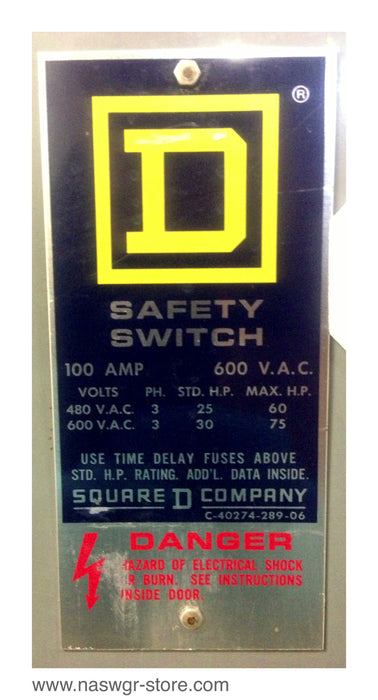 D
®
SAFETY
SWITCH
100 AMP 600 V.A.C.
VOLTS PH. STD. H.P. MAX. H.P.
480 V.A.C. 3 25 60
600 V.A.C. 3 30 75
USE TIME DELAY FUSES ABOVE
STD. H.P. RATING. ADD'L. DATA INSIDE.
SQUARE D COMPANY
C-40274-289-06
DANGER
HAZARD OF ELECTRICAL SHOCK
OR BURN. SEE INSTRUCTIONS
INSIDE DOOR.
www.naswgr-store.com